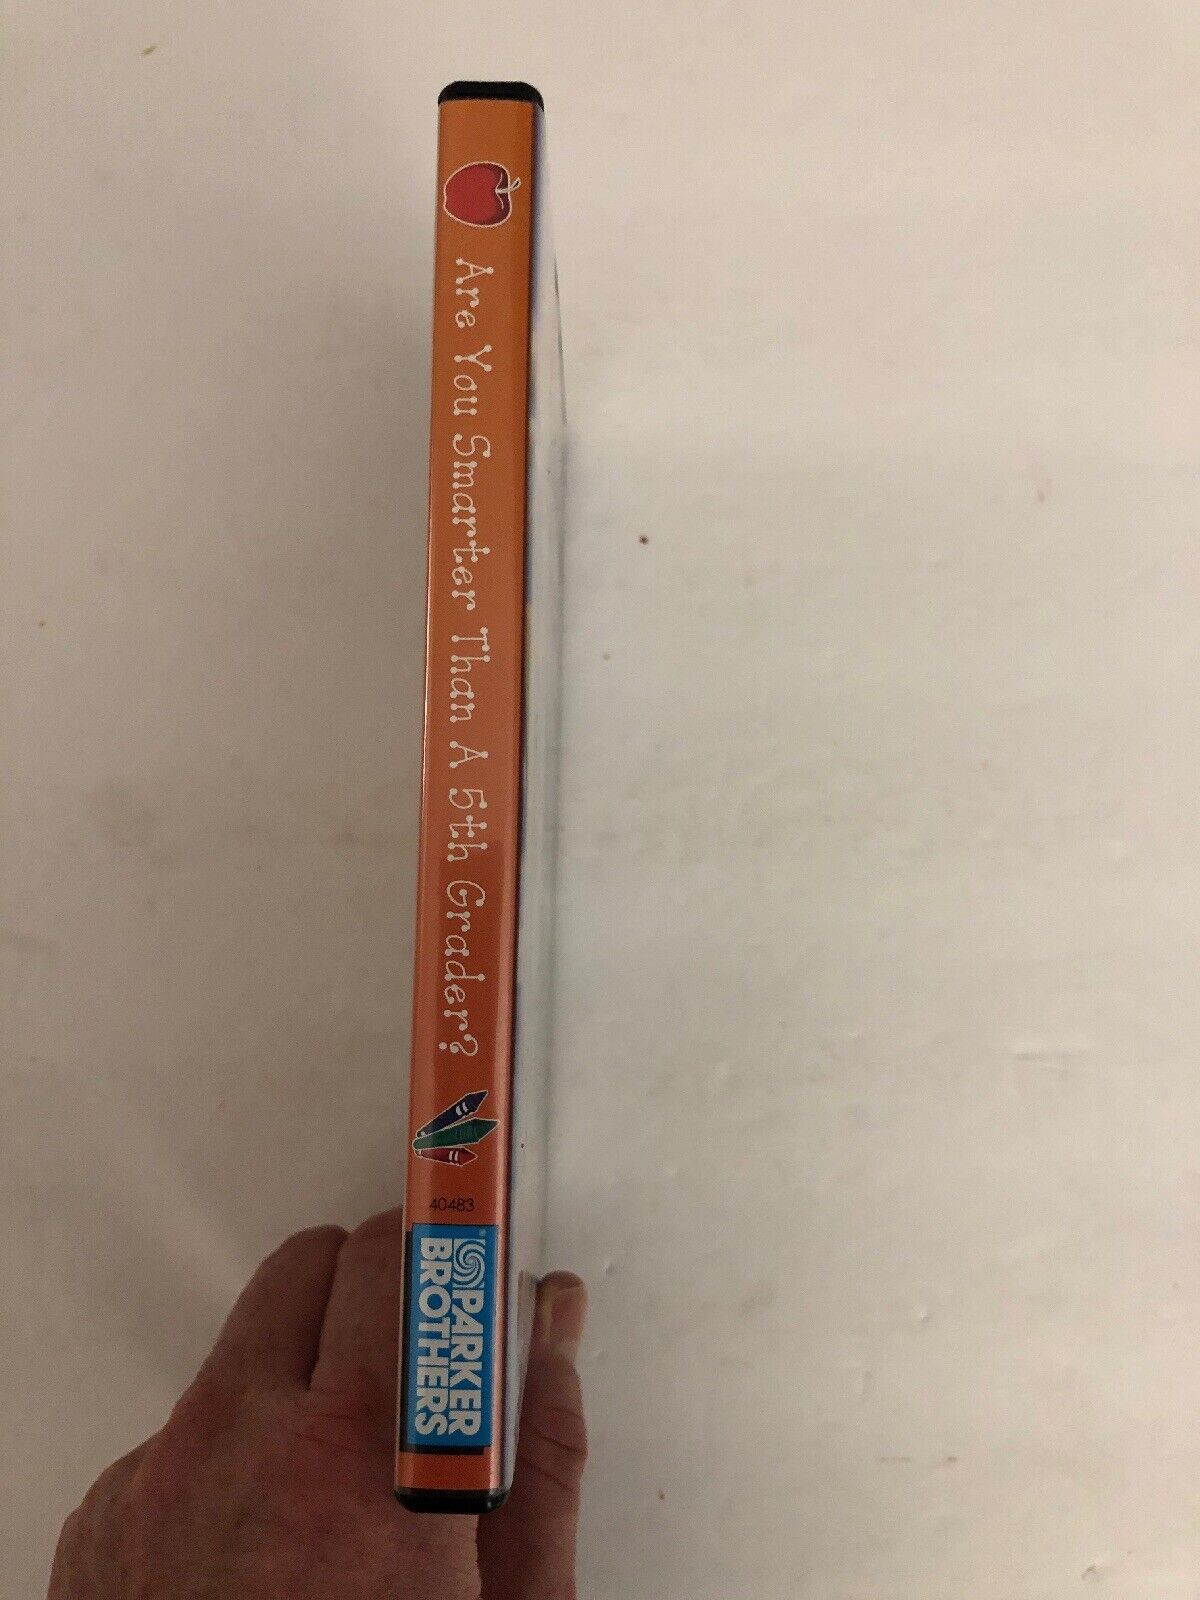 Are You Smarter Than A 5th Grader?
40483
PARKER
BROTHERS